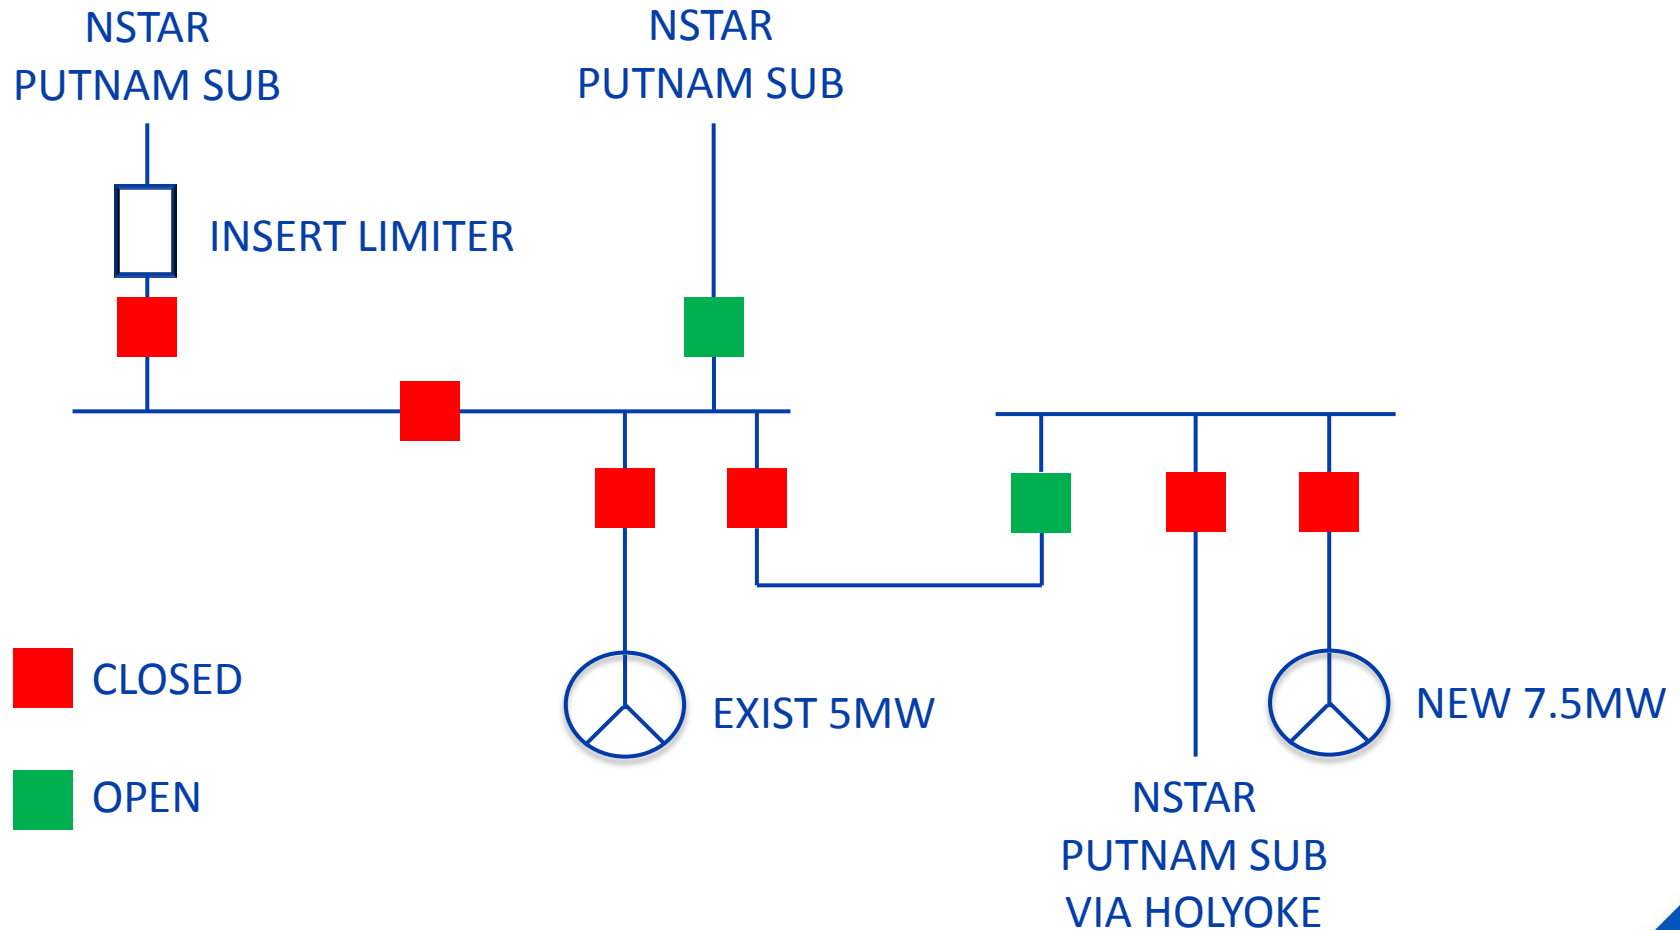 NSTAR
PUTNAM SUB
NSTAR
PUTNAM SUB
INSERT LIMITER
CLOSED
OPEN
EXIST 5MW
NEW 7.5MW
NSTAR
PUTNAM SUB
VIA HOLYOKE